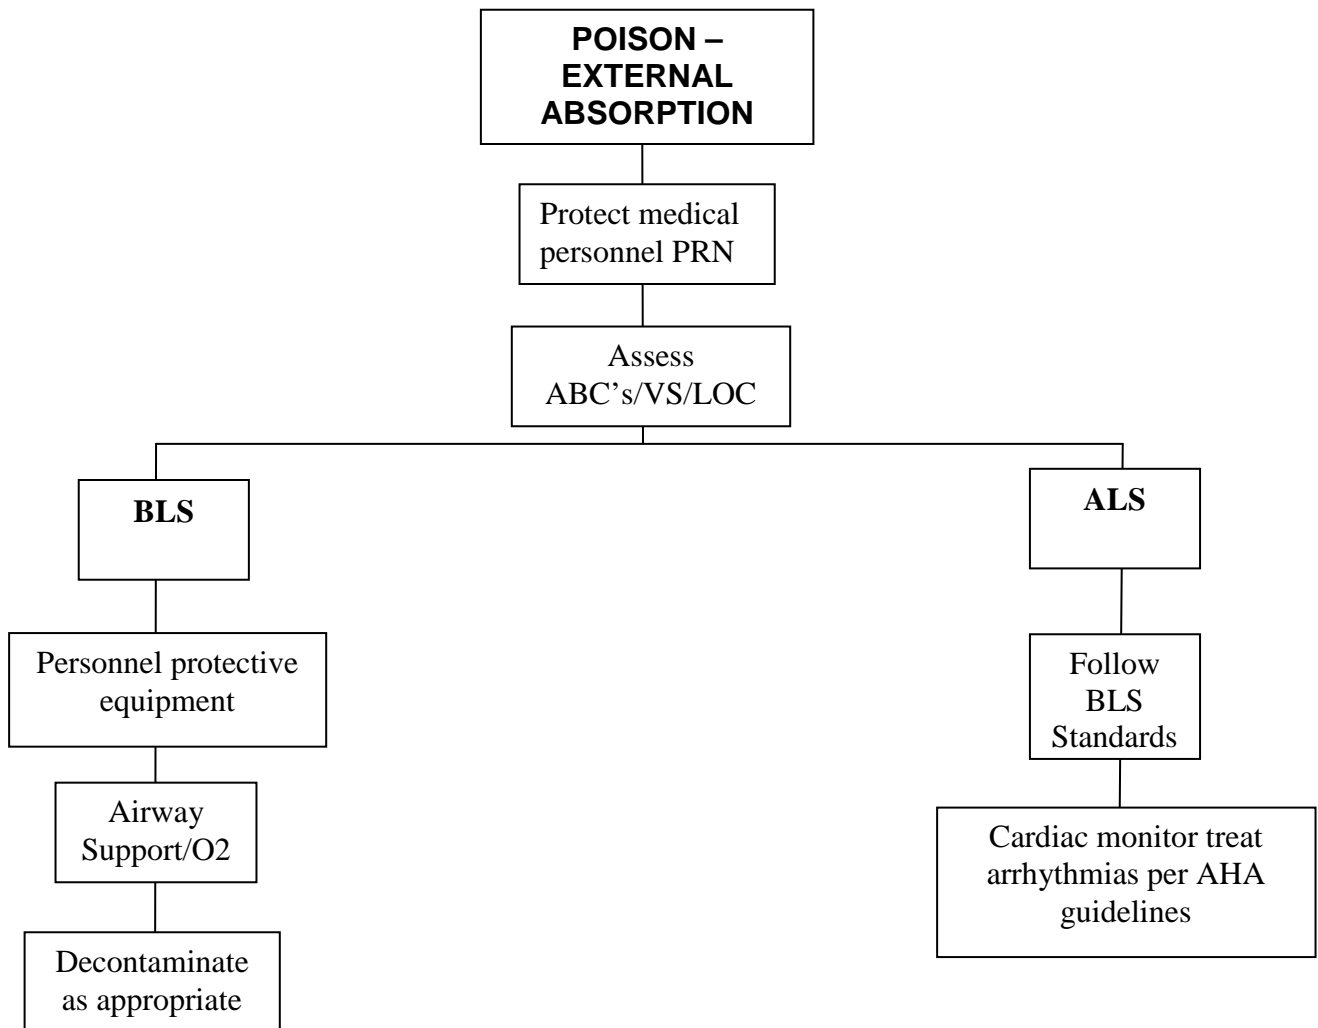 POISON –
EXTERNAL
ABSORPTION
Protect medical
personnel PRN
Assess
ABC’s/VS/LOC
BLS
ALS
Personnel protective
equipment
Follow
BLS
Standards
Airway
Support/O2
Cardiac monitor treat
arrhythmias per AHA
guidelines
Decontaminate
as appropriate